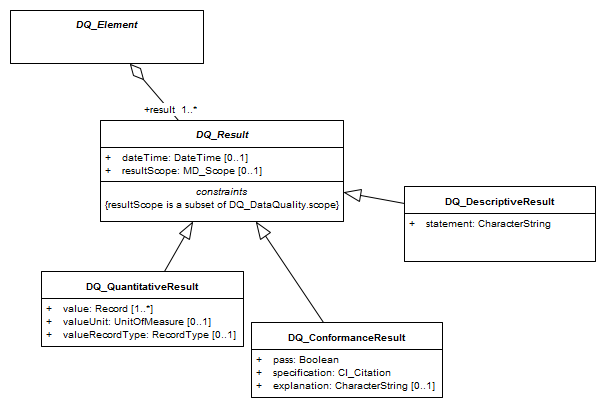 DQ_Element
+result 1..*
DQ_Result
+ dateTime: DateTime [0..1]
+ resultScope: MD_Scope [0..1]
constraints
{resultScope is a subset of DQ_DataQuality.scope}
DQ_DescriptiveResult
+ statement: CharacterString
DQ_QuantitativeResult
+ value: Record [1..*]
+ valueUnit: UnitOfMeasure [0..1]
+ valueRecordType: RecordType [0..1]
DQ_ConformanceResult
+ pass: Boolean
+ specification: CI_Citation
+ explanation: CharacterString [0..1]